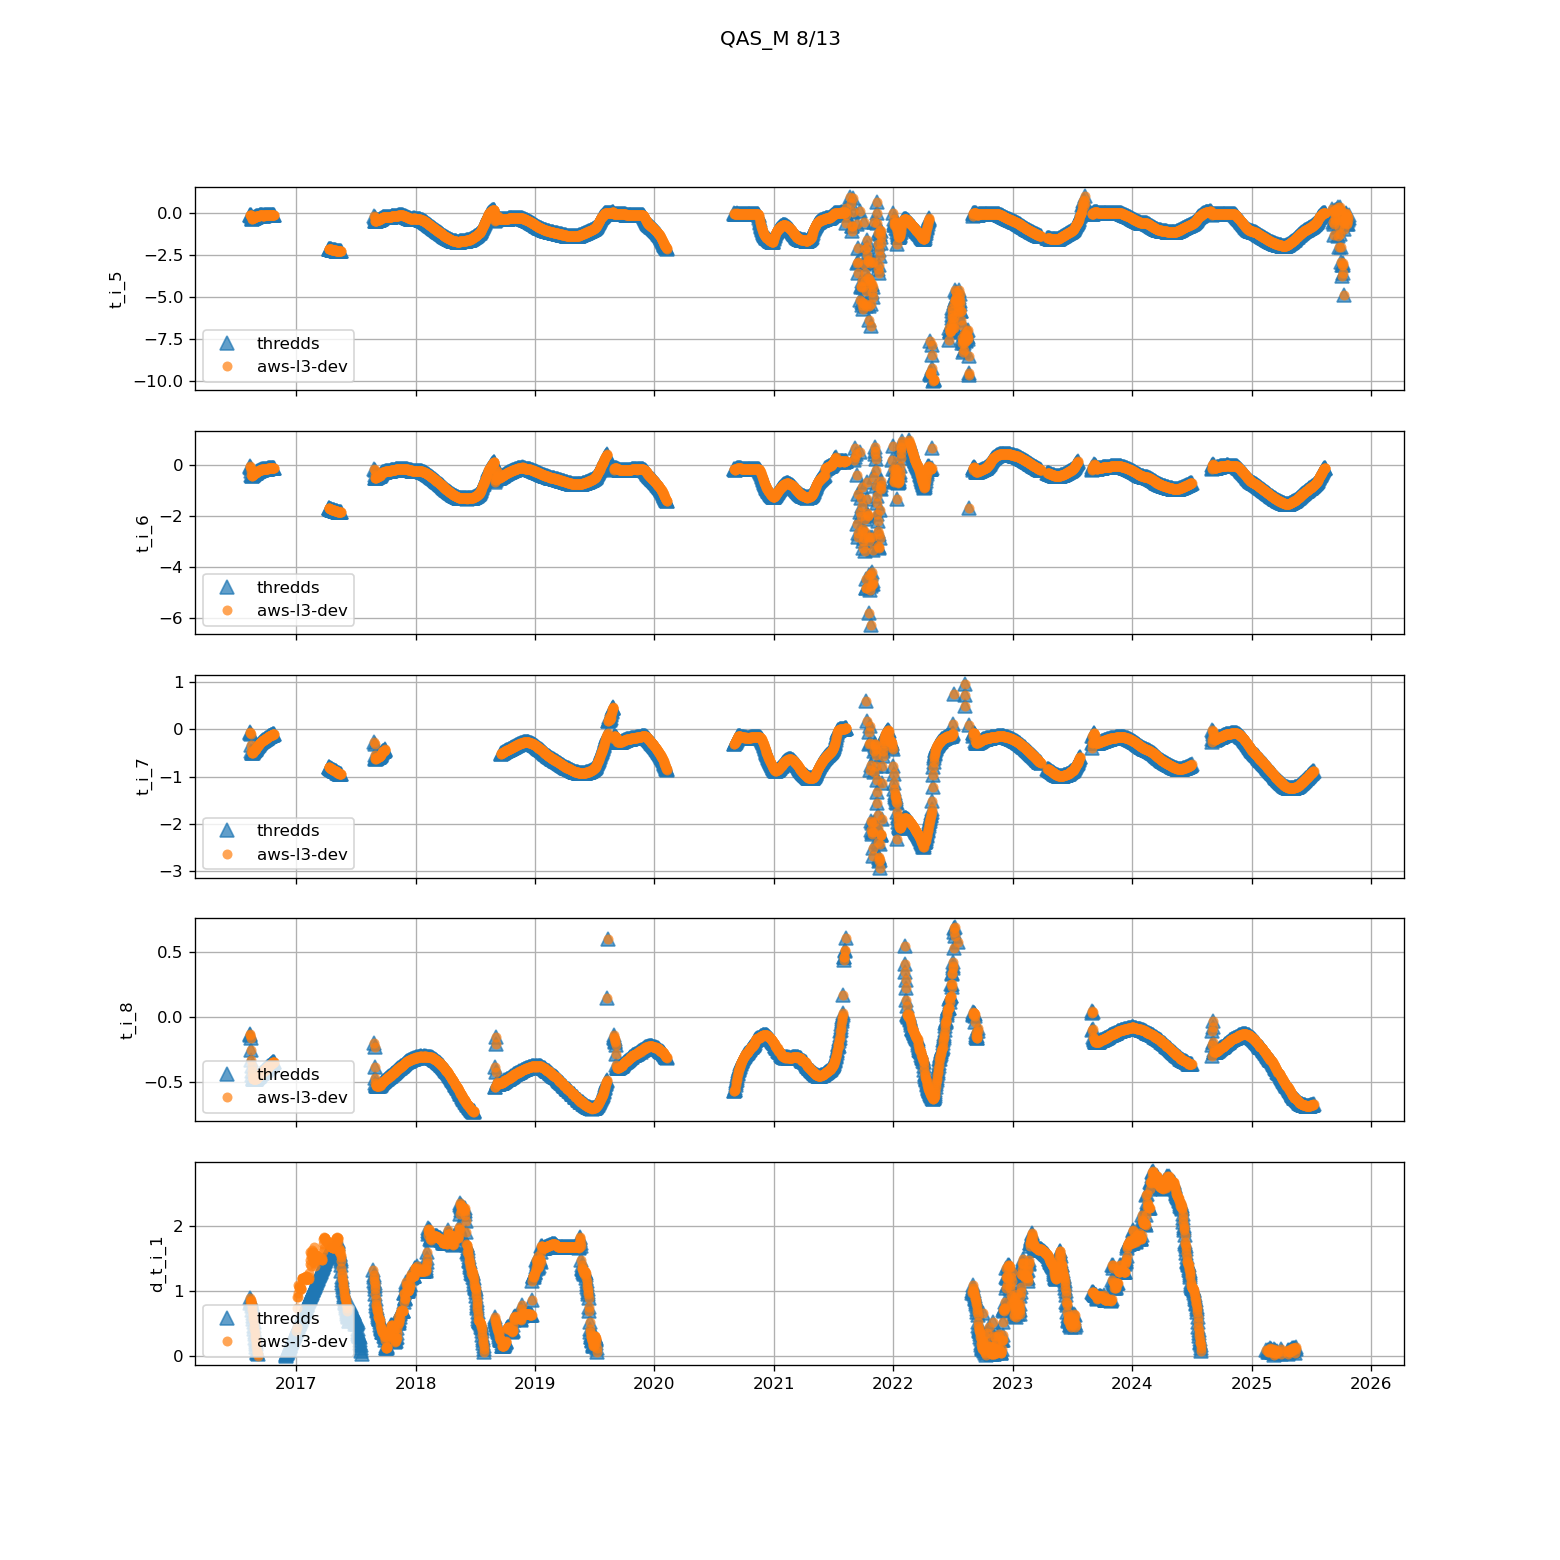 QAS_M 8/13
0.0
−2.5
−5.0
−7.5
−10.0
t_i_5
thredds
aws-l3-dev
0
−2
−4
−6
t_i_6
thredds
aws-l3-dev
1
0
−1
−2
−3
t_i_7
thredds
aws-l3-dev
0.5
0.0
−0.5
t_i_8
thredds
aws-l3-dev
2
1
0
d_t_i_1
thredds
aws-l3-dev
2017 2018 2019 2020 2021 2022 2023 2024 2025 2026